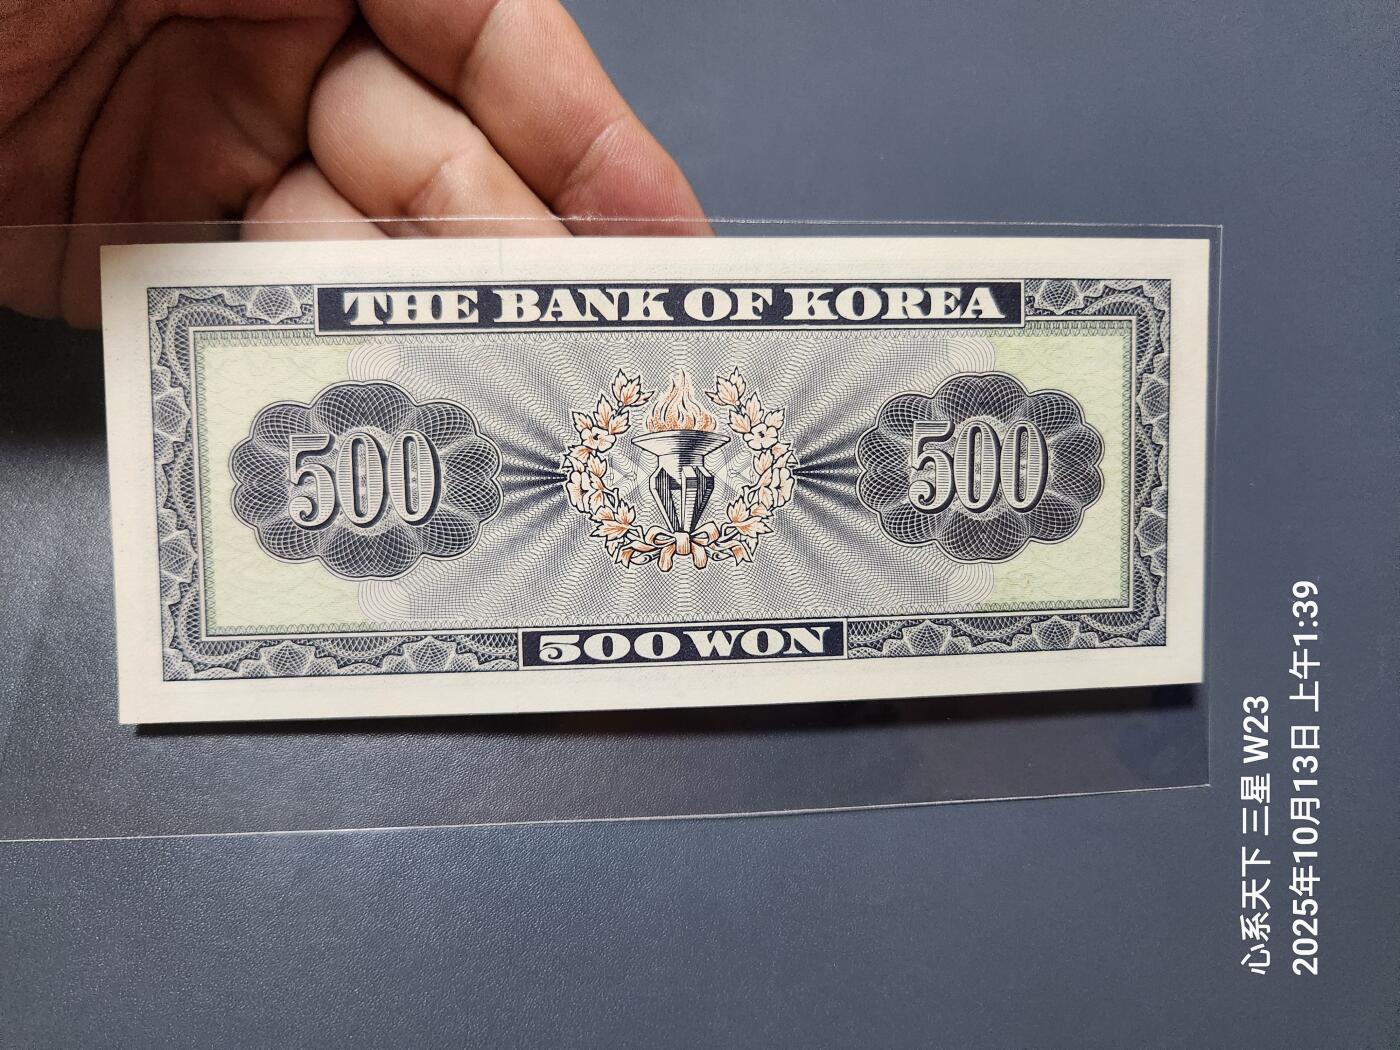 THE BANK OF KOREA
500
500
500 WON
心系天下 三星 W23
2025年10月13日 上午1:39